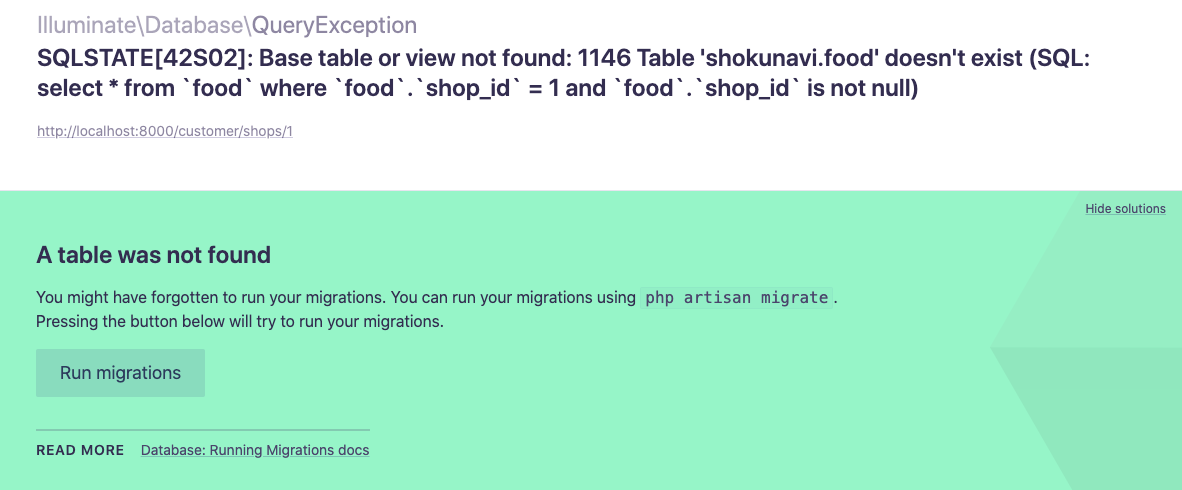 Illuminate\Database\QueryException
SQLSTATE[42S02]: Base table or view not found: 1146 Table 'shokunavi.food' doesn't exist (SQL:
select * from `food` where `food`.`shop_id` = 1 and `food`.`shop_id` is not null)
http://localhost:8000/customer/shops/1
Hide solutions
A table was not found
You might have forgotten to run your migrations. You can run your migrations using php artisan migrate.
Pressing the button below will try to run your migrations.
Run migrations
READ MORE Database: Running Migrations docs